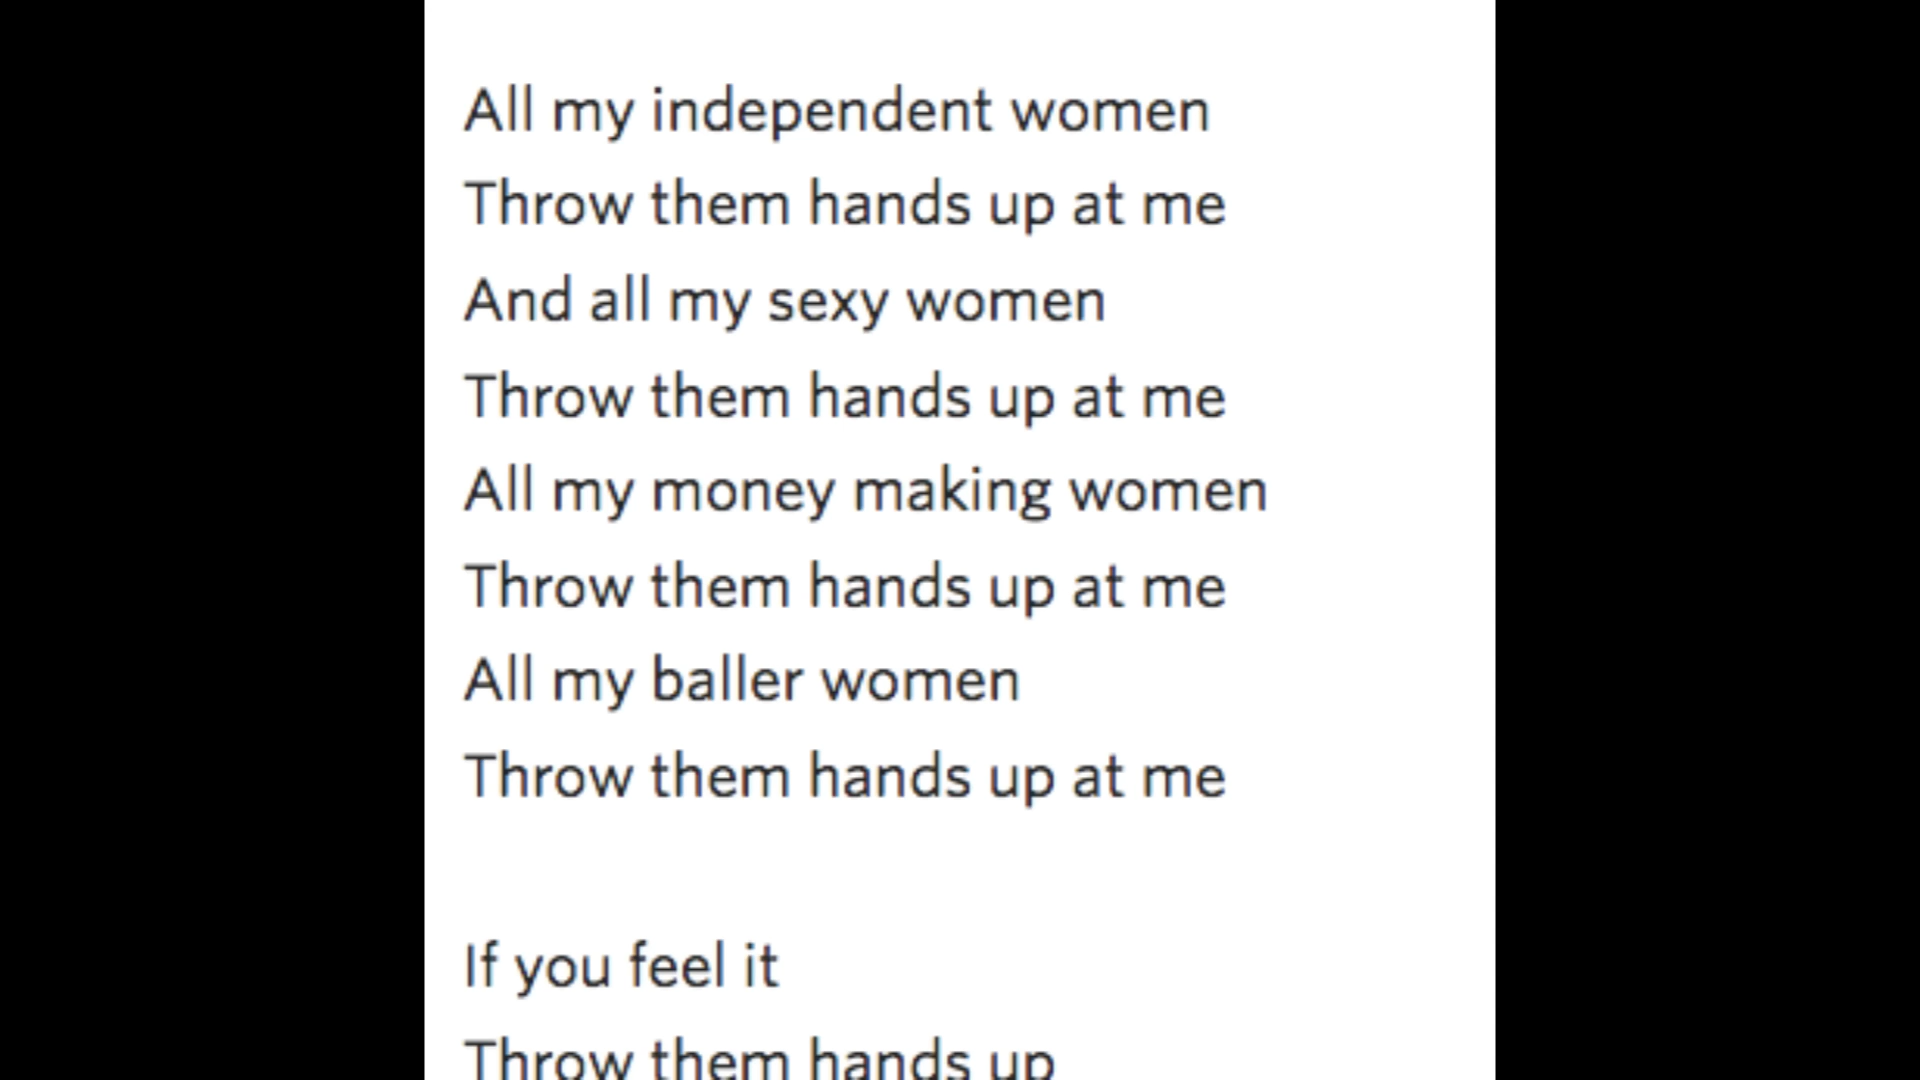 All my independent women
Throw them hands up at me
And all my sexy women
Throw them hands up at me
All my money making women
Throw them hands up at me
All my baller women
Throw them hands up at me
If you feel it
Throw them hands up